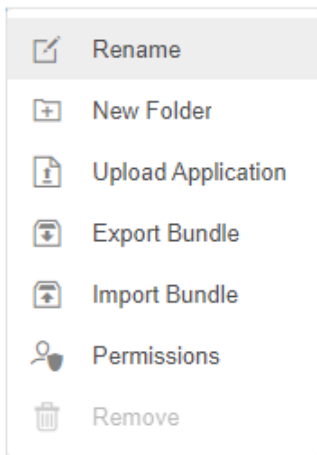 Rename
New Folder
Upload Application
Export Bundle
Import Bundle
Permissions
Remove